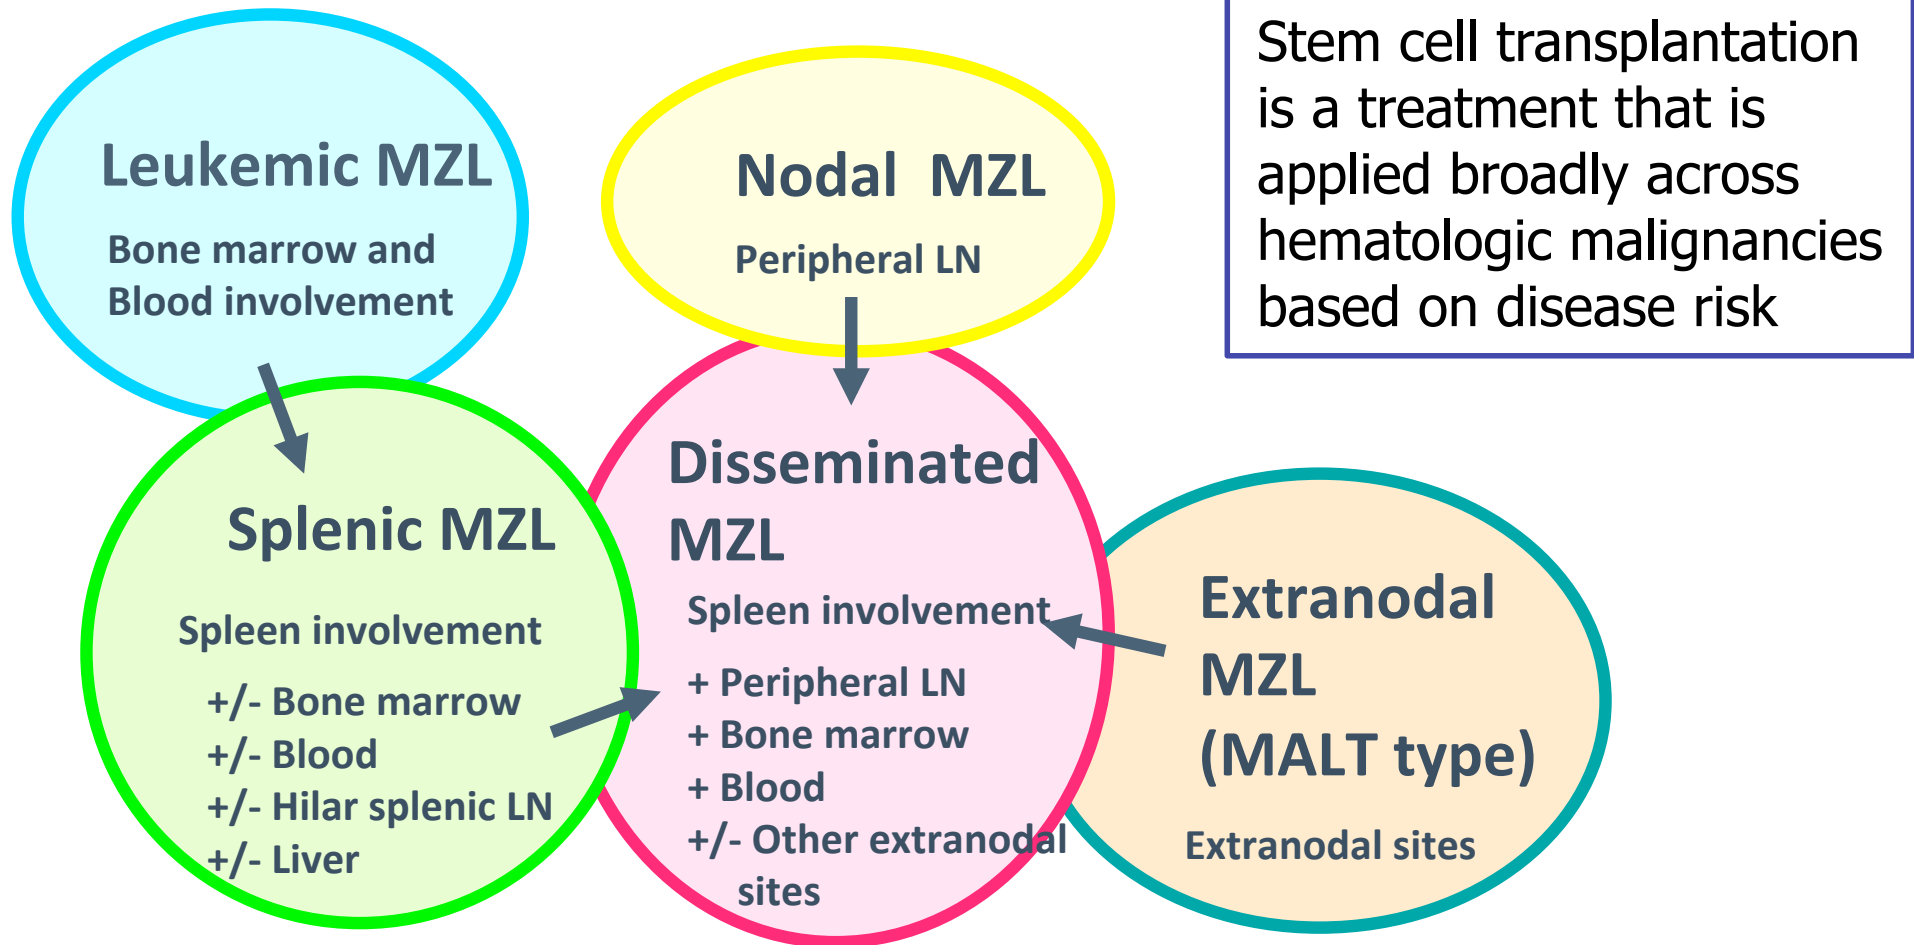 Leukemic MZL
Bone marrow and
Blood involvement
Nodal MZL
Peripheral LN
Stem cell transplantation
is a treatment that is
applied broadly across
hematologic malignancies
based on disease risk
Splenic MZL
Spleen involvement
+/- Bone marrow
+/- Blood
+/- Hilar splenic LN
+/- Liver
Disseminated
MZL
Spleen involvement
+ Peripheral LN
+ Bone marrow
+ Blood
+/- Other extranodal
sites
Extranodal
MZL
(MALT type)
Extranodal sites